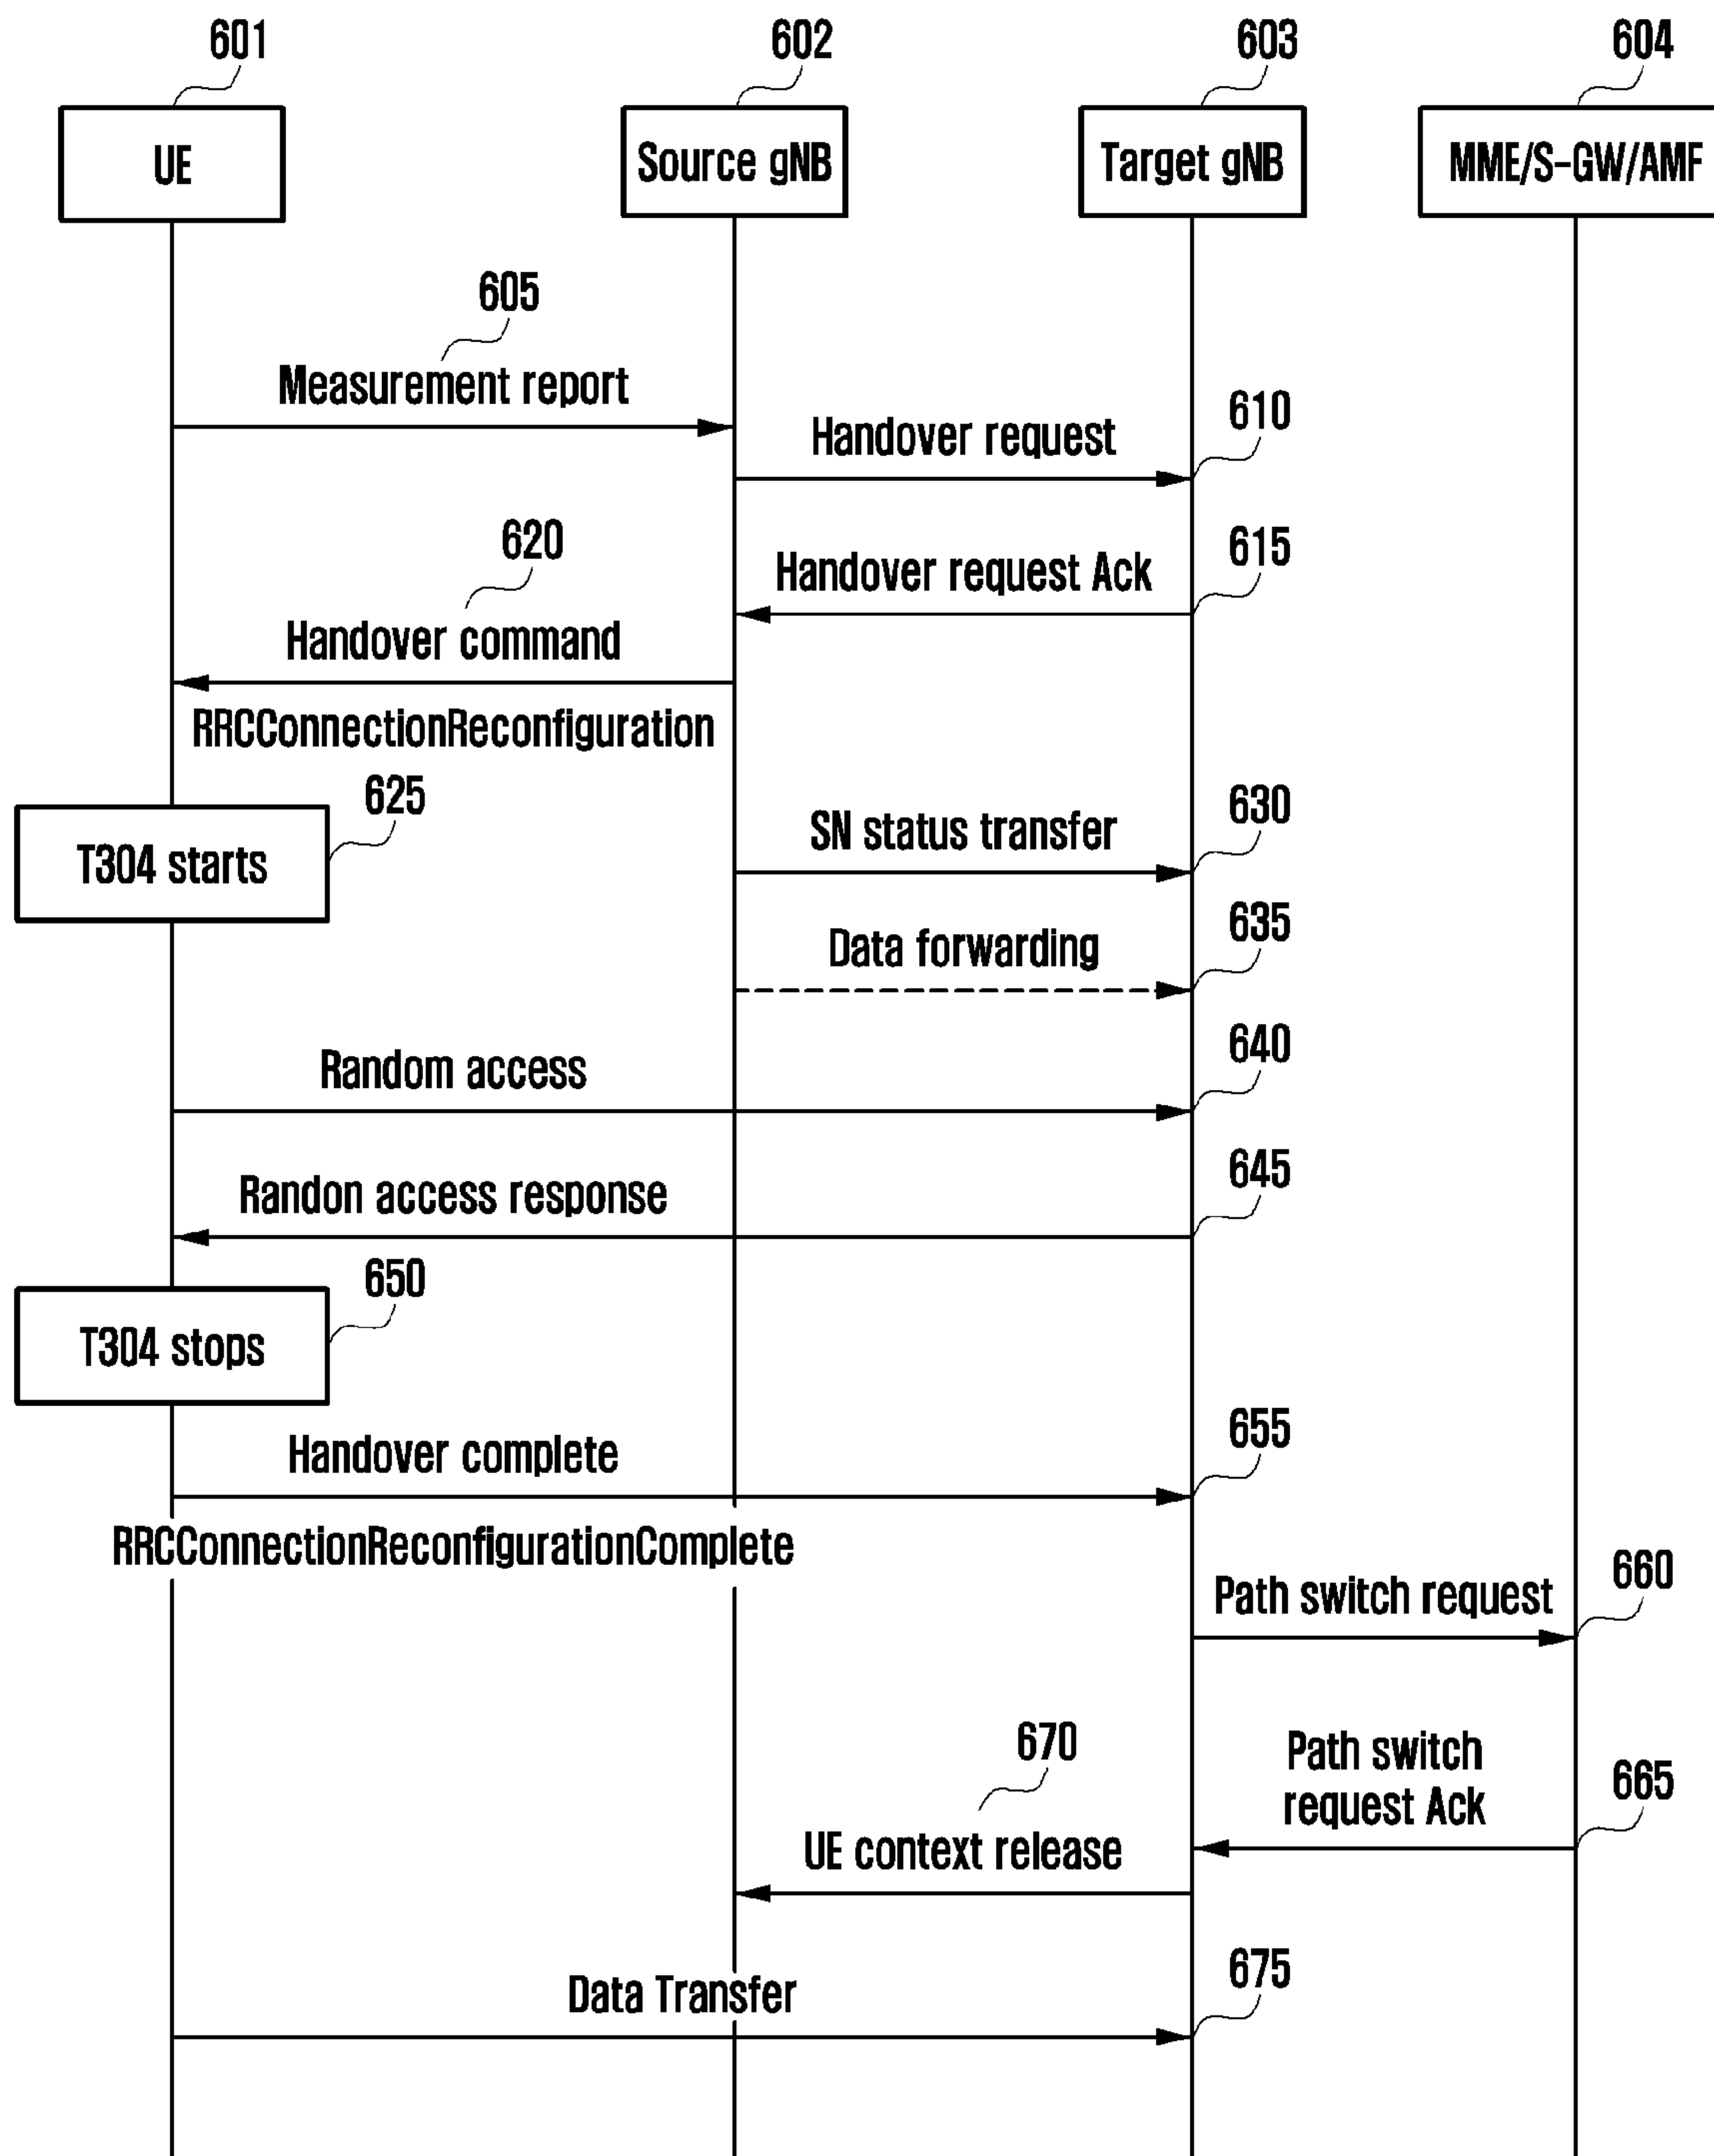 601
602
603
604
UE
Source gNB
Target gNB
MME/S-GW/AMF
605
Measurement report
610
Handover request
615
Handover request Ack
620
Handover command
RRCConnectionReconfiguration
625
T304 starts
630
SN status transfer
635
Data forwarding
640
Random access
645
Randon access response
650
T304 stops
655
Handover complete
RRCConnectionReconfigurationComplete
660
Path switch request
665
Path switch
request Ack
670
UE context release
675
Data Transfer